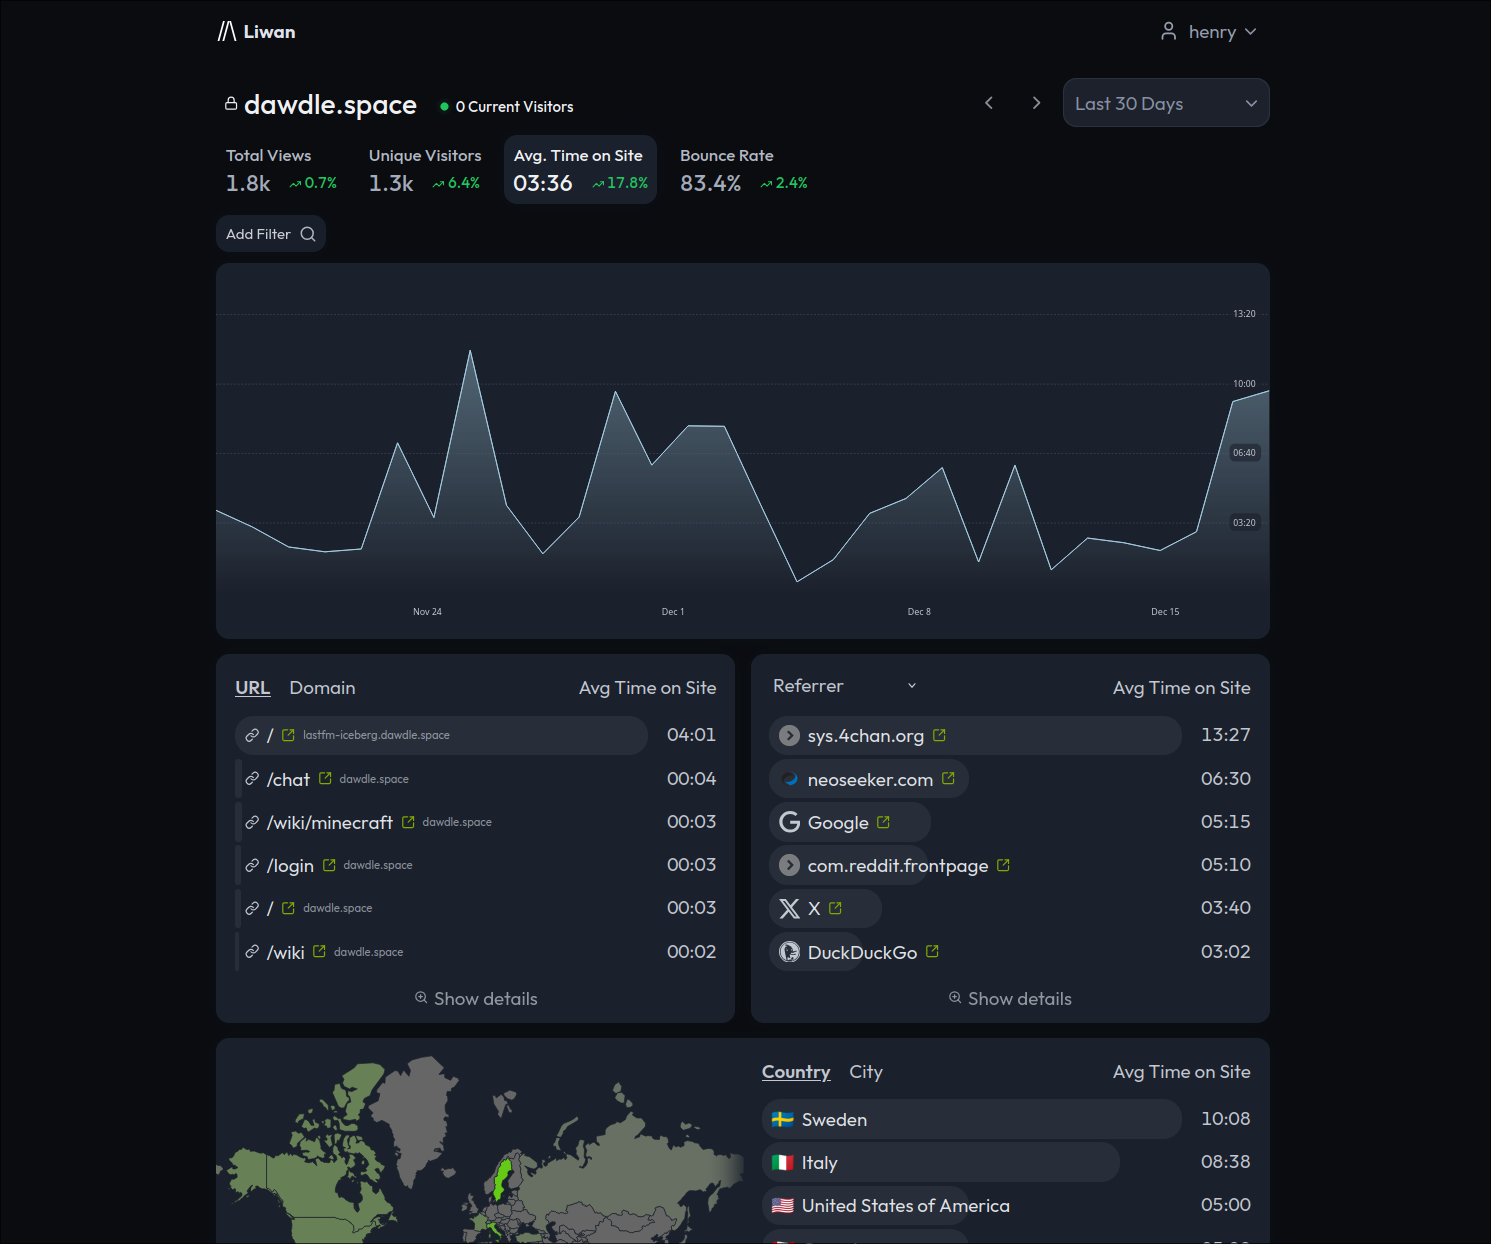 Liwan
henry
dawdle.space
0 Current Visitors
Last 30 Days
Total Views
1.8k
0.7%
Unique Visitors
1.3k
6.4%
Avg. Time on Site
03:36
17.8%
Bounce Rate
83.4%
2.4%
Add Filter
13:20
10:00
06:40
03:20
Nov 24
Dec 1
Dec 8
Dec 15
URL Domain Avg Time on Site
/ lastfm-iceberg.dawdle.space 04:01
/chat dawdle.space 00:04
/wiki/minecraft dawdle.space 00:03
/login dawdle.space 00:03
/ dawdle.space 00:03
/wiki dawdle.space 00:02
Show details
Referrer Avg Time on Site
sys.4chan.org 13:27
neoseeker.com 06:30
Google 05:15
com.reddit.frontpage 05:10
X 03:40
DuckDuckGo 03:02
Show details
Country City Avg Time on Site
Sweden 10:08
Italy 08:38
United States of America 05:00